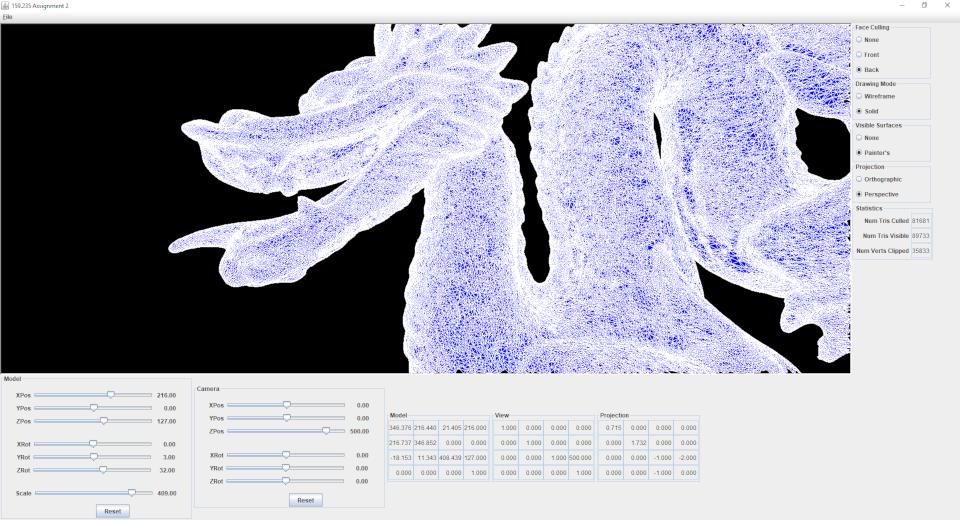 159.235 Assignment 2
File
Face Culling
None
Front
Back
Drawing Mode
Wireframe
Solid
Visible Surfaces
None
Painter's
Projection
Orthographic
Perspective
Statistics
Num Tris Culled 81681
Num Tris Visible 89733
Num Verts Clipped 35833
Model
XPos 216.00
YPos 0.00
ZPos 127.00
XRot 0.00
YRot 3.00
ZRot 32.00
Scale 409.00
Reset
Camera
XPos 0.00
YPos 0.00
ZPos 500.00
XRot 0.00
YRot 0.00
ZRot 0.00
Reset
Model
346.376 216.440 21.405 216.000
216.737 346.852 0.000 0.000
-18.153 11.343 408.439 127.000
0.000 0.000 0.000 1.000
View
1.000 0.000 0.000 0.000
0.000 1.000 0.000 0.000
0.000 0.000 1.000 500.000
0.000 0.000 0.000 1.000
Projection
0.715 0.000 0.000 0.000
0.000 1.732 0.000 0.000
0.000 0.000 -1.000 -2.000
0.000 0.000 -1.000 0.000